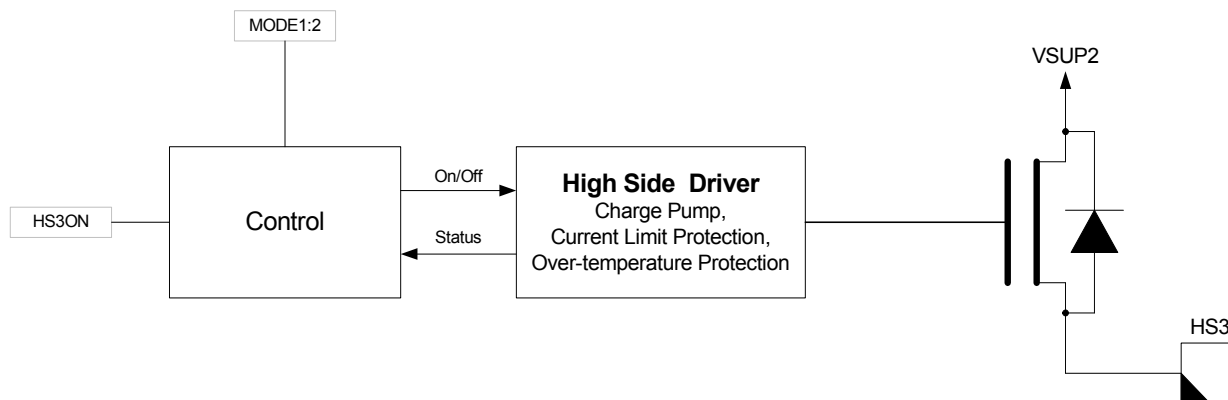 MODE1:2
VSUP2
On/Off
High Side Driver
Charge Pump,
Control
HS3ON
Current Limit Protection,
Status
Over-temperature Protection
HS3